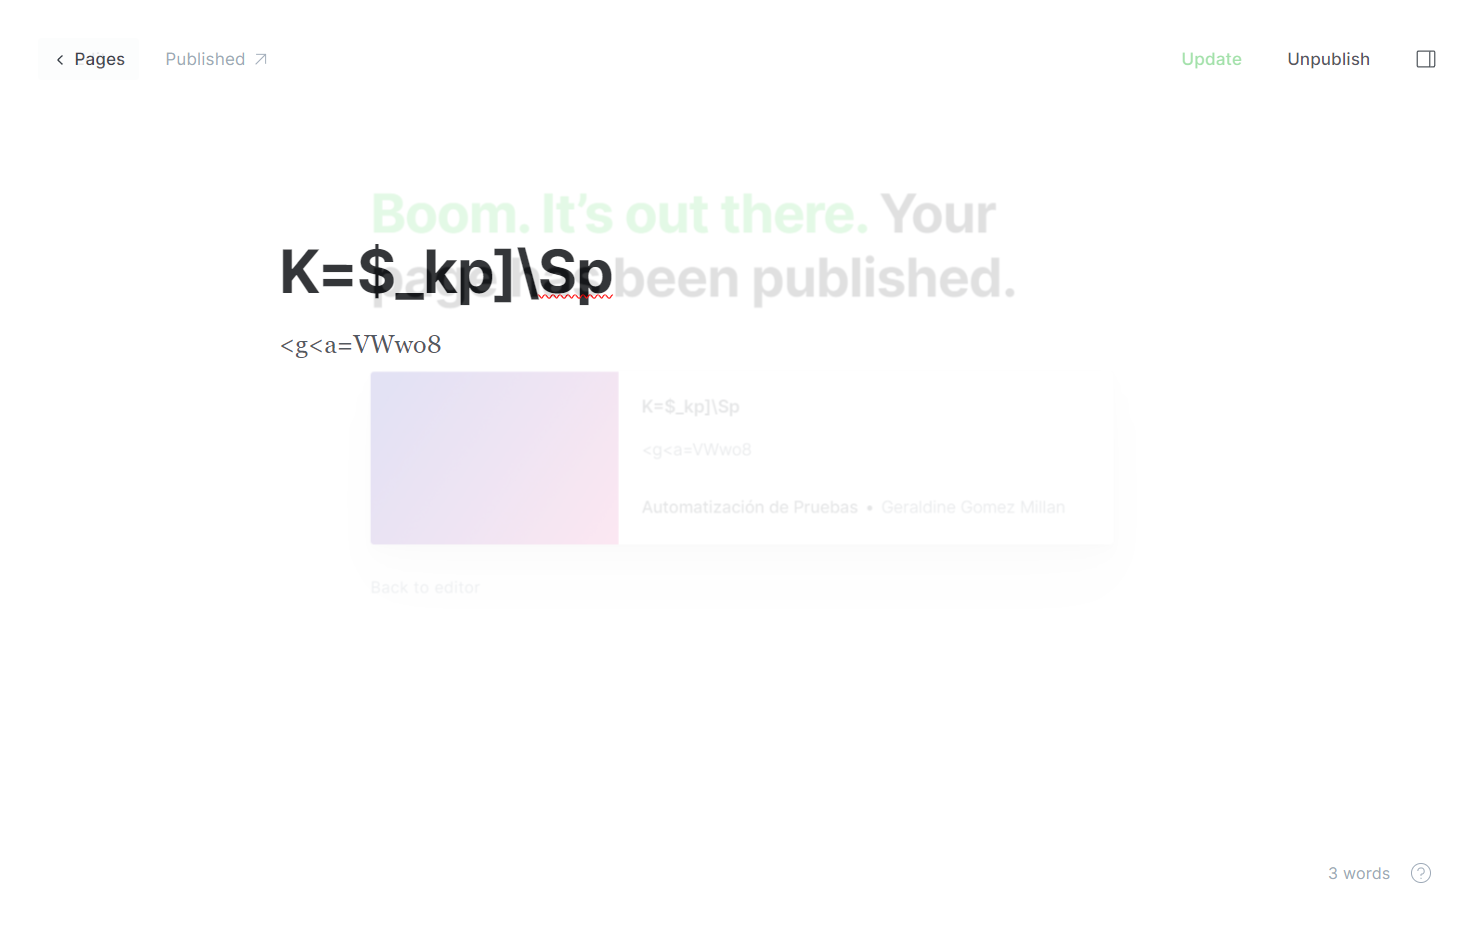 Pages
Published
Update
Unpublish
Boom. It's out there. Your
page has been published.
K=$_kp]\Sp
<g<a=VWwo8
K=$_kp]\Sp
<g<a=VWwo8
Automatización de Pruebas • Geraldine Gomez Millan
Back to editor
3 words
?